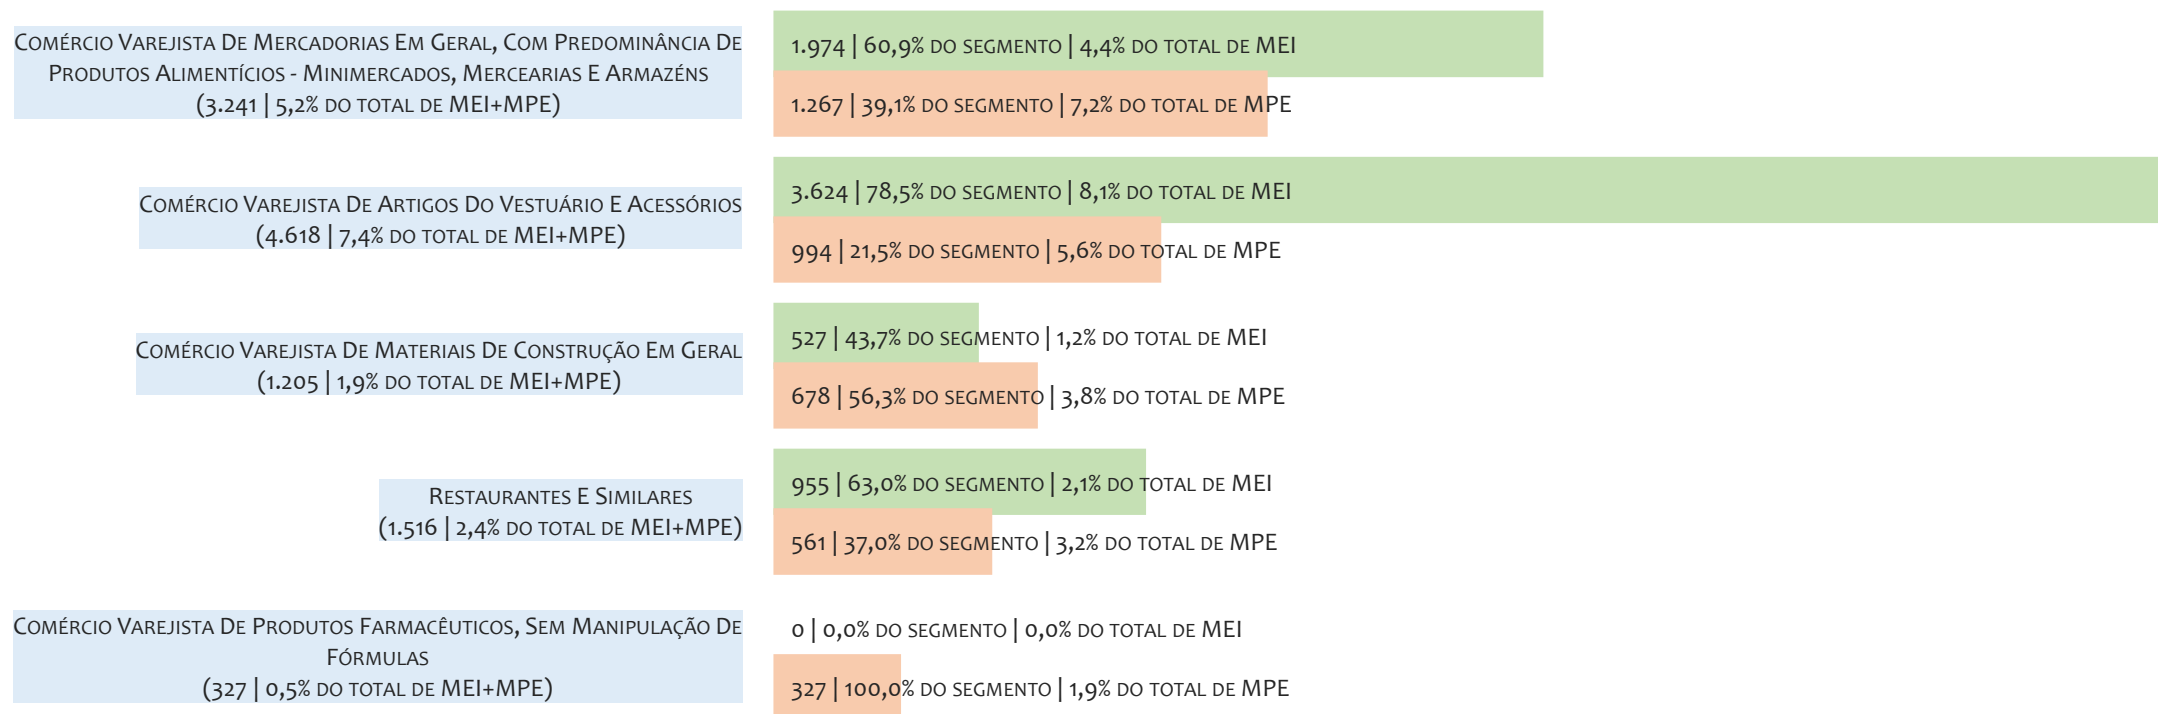 Comércio Varejista De Mercadorias Em Geral, Com Predominância De
Produtos Alimentícios - Minimercados, Mercearias E Armazéns
(3.241 | 5,2% do total de MEI+MPE)
1.974 | 60,9% do segmento | 4,4% do total de MEI
1.267 | 39,1% do segmento | 7,2% do total de MPE
Comércio Varejista De Artigos Do Vestuário E Acessórios
(4.618 | 7,4% do total de MEI+MPE)
3.624 | 78,5% do segmento | 8,1% do total de MEI
994 | 21,5% do segmento | 5,6% do total de MPE
Comércio Varejista De Materiais De Construção Em Geral
(1.205 | 1,9% do total de MEI+MPE)
527 | 43,7% do segmento | 1,2% do total de MEI
678 | 56,3% do segmento | 3,8% do total de MPE
Restaurantes E Similares
(1.516 | 2,4% do total de MEI+MPE)
955 | 63,0% do segmento | 2,1% do total de MEI
561 | 37,0% do segmento | 3,2% do total de MPE
Comércio Varejista De Produtos Farmacêuticos, Sem Manipulação De
Fórmulas
(327 | 0,5% do total de MEI+MPE)
0 | 0,0% do segmento | 0,0% do total de MEI
327 | 100,0% do segmento | 1,9% do total de MPE